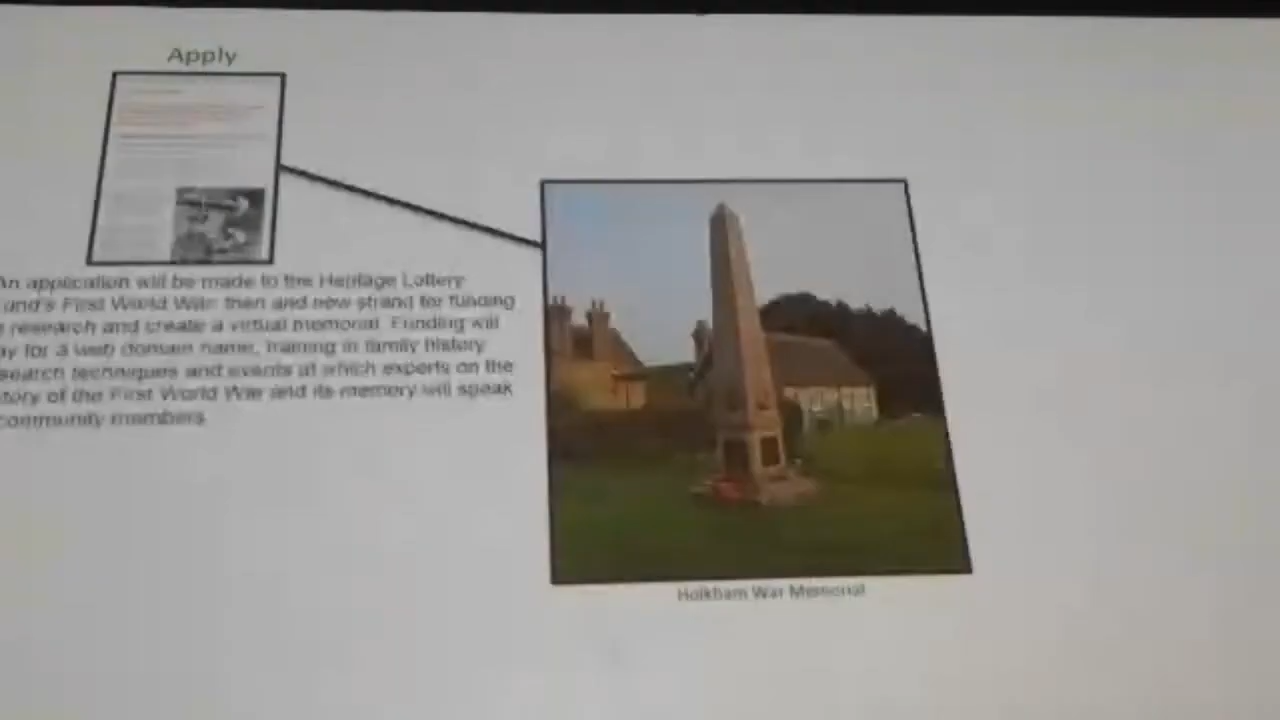 Apply
An application will be made to the Heritage Lottery
und's First World War: then and now strand for funding
research and create a virtual memorial. Funding will
ay for a web domain name, training in family history
search techniques and events at which experts on the
story of the First World War and its memory will speak
community members
Holkham War Memorial